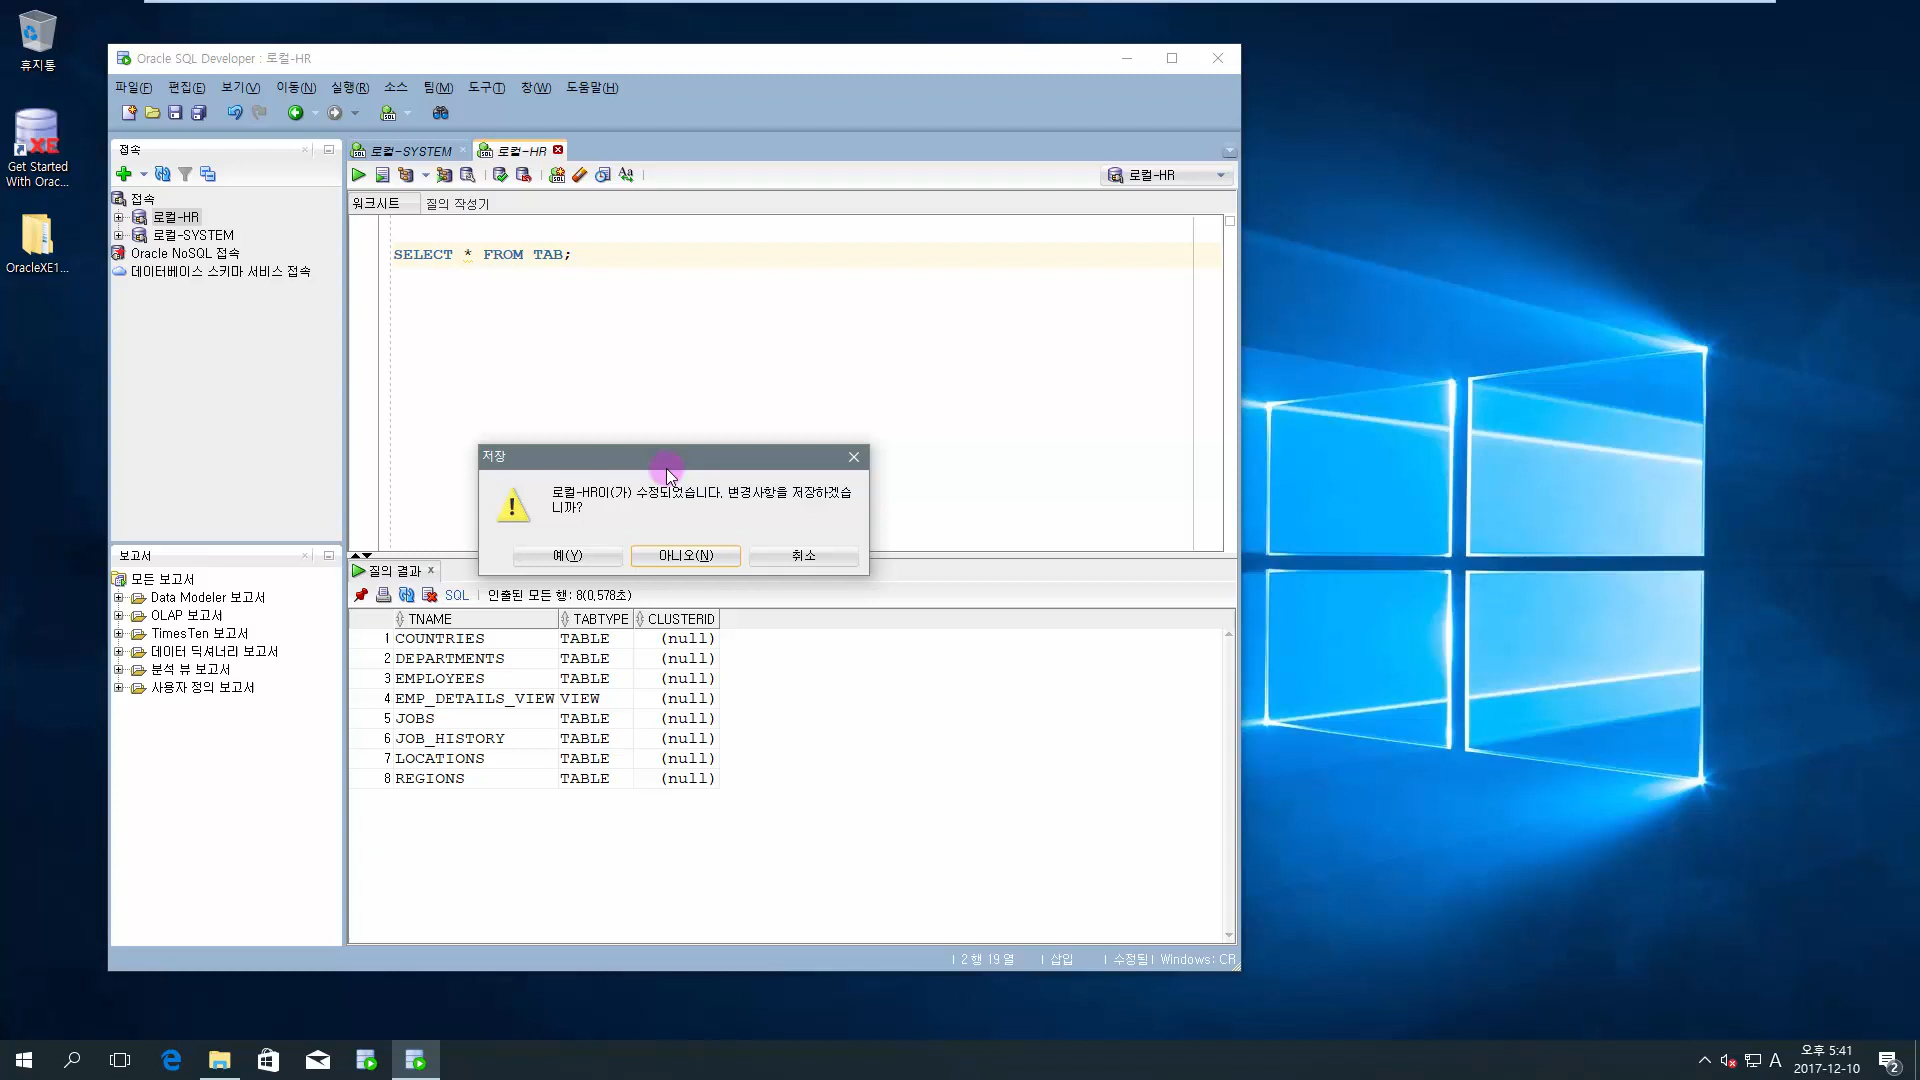 휴지통
Get Started
With Orac...
OracleXE1...
Oracle SQL Developer : 로컬-HR
파일(F) 편집(E) 보기(V) 이동(N) 실행(R) 소스 팀(M) 도구(T) 창(W) 도움말(H)
접속
접속
로컬-HR
로컬-SYSTEM
Oracle NoSQL 접속
데이터베이스 스키마 서비스 접속
로컬-SYSTEM 로컬-HR
로컬-HR
워크시트 질의 작성기
SELECT * FROM TAB;
저장
로컬-HR이(가) 수정되었습니다. 변경사항을 저장하겠습
니까?
예(Y) 아니오(N) 취소
보고서
모든 보고서
Data Modeler 보고서
OLAP 보고서
TimesTen 보고서
데이터 딕셔너리 보고서
분석 뷰 보고서
사용자 정의 보고서
질의 결과
SQL 인출된 모든 행: 8(0,578초)
TNAME TABTYPE CLUSTERID
1 COUNTRIES TABLE (null)
2 DEPARTMENTS TABLE (null)
3 EMPLOYEES TABLE (null)
4 EMP_DETAILS_VIEW VIEW (null)
5 JOBS TABLE (null)
6 JOB_HISTORY TABLE (null)
7 LOCATIONS TABLE (null)
8 REGIONS TABLE (null)
2 행 19 열 삽입 수정됨 Windows: CR
A 오후 5:41
2017-12-10
2